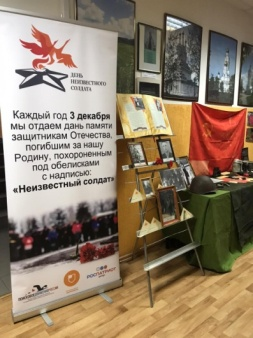 ДЕНЬ
НЕИЗВЕСТНОГО
СОЛДАТА
Каждый год 3 декабря
мы отдаем дань памяти
защитникам Отечества,
погибшим за нашу
Родину, похороненным
под обелисками
с надписью:
«Неизвестный солдат»